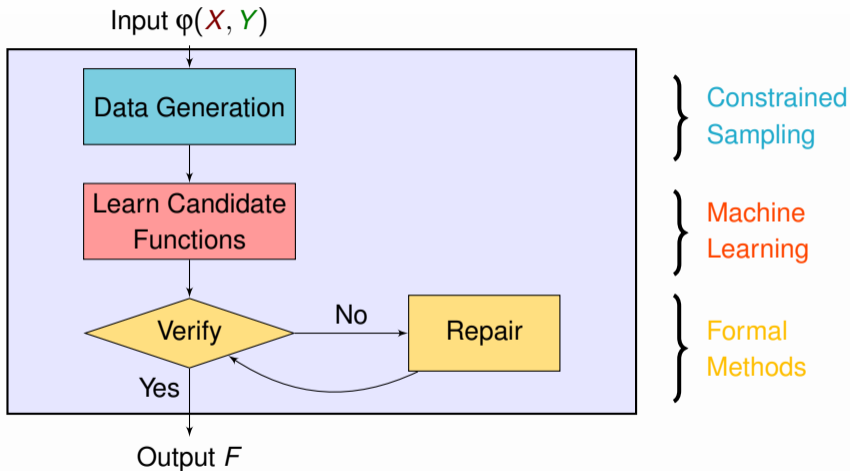 Input φ(X, Y)
Data Generation
Constrained
Sampling
Learn Candidate
Functions
Machine
Learning
Verify
No
Repair
Formal
Methods
Yes
Output F